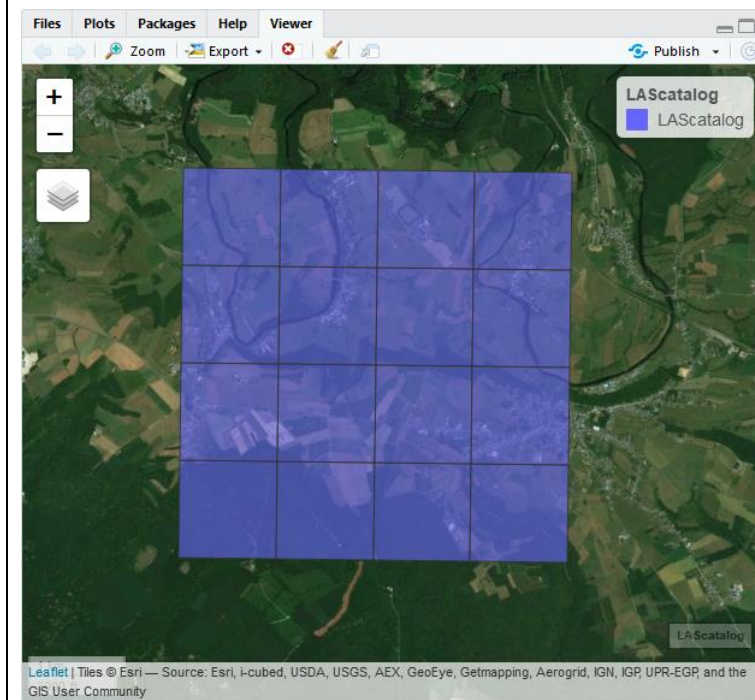 Files Plots Packages Help Viewer
Zoom Export Publish
+
−
LAScatalog
LAScatalog
LAScatalog
Leaflet | Tiles © Esri — Source: Esri, i-cubed, USDA, USGS, AEX, GeoEye, Getmapping, Aerogrid, IGN, IGP, UPR-EGP, and the
GIS User Community